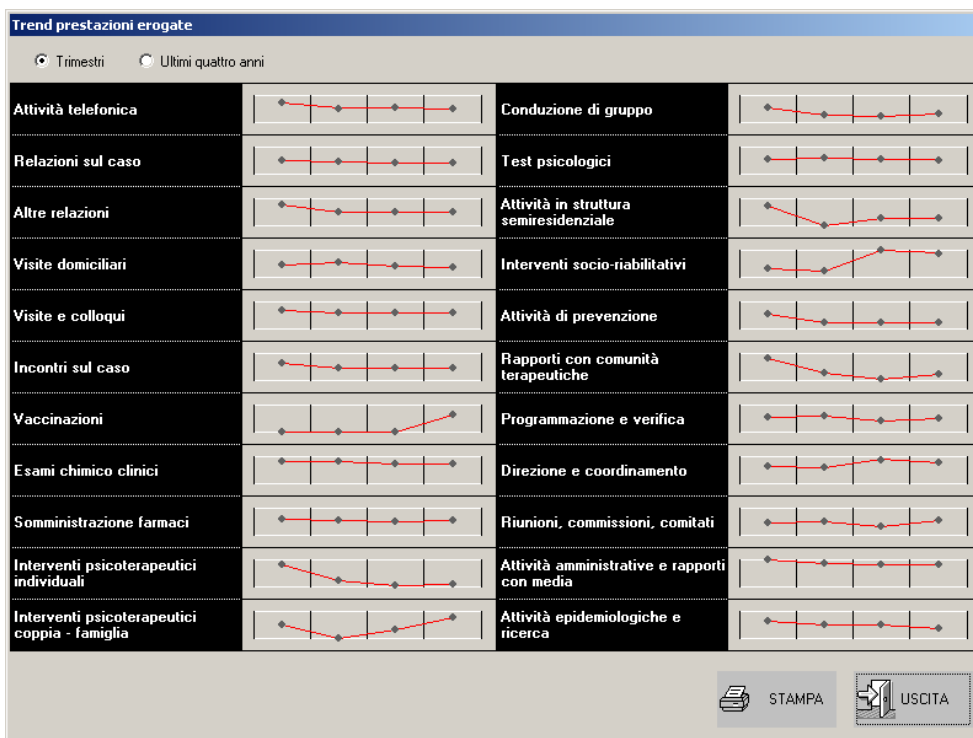 Trend prestazioni erogate
Trimestri
Ultimi quattro anni
Attività telefonica
Relazioni sul caso
Altre relazioni
Visite domiciliari
Visite e colloqui
Incontri sul caso
Vaccinazioni
Esami chimico clinici
Somministrazione farmaci
Interventi psicoterapeutici
individuali
Interventi psicoterapeutici
coppia - famiglia
Conduzione di gruppo
Test psicologici
Attività in struttura
semiresidenziale
Interventi socio-riabilitativi
Attività di prevenzione
Rapporti con comunità
terapeutiche
Programmazione e verifica
Direzione e coordinamento
Riunioni, commissioni, comitati
Attività amministrative e rapporti
con media
Attività epidemiologiche e
ricerca
STAMPA
USCITA